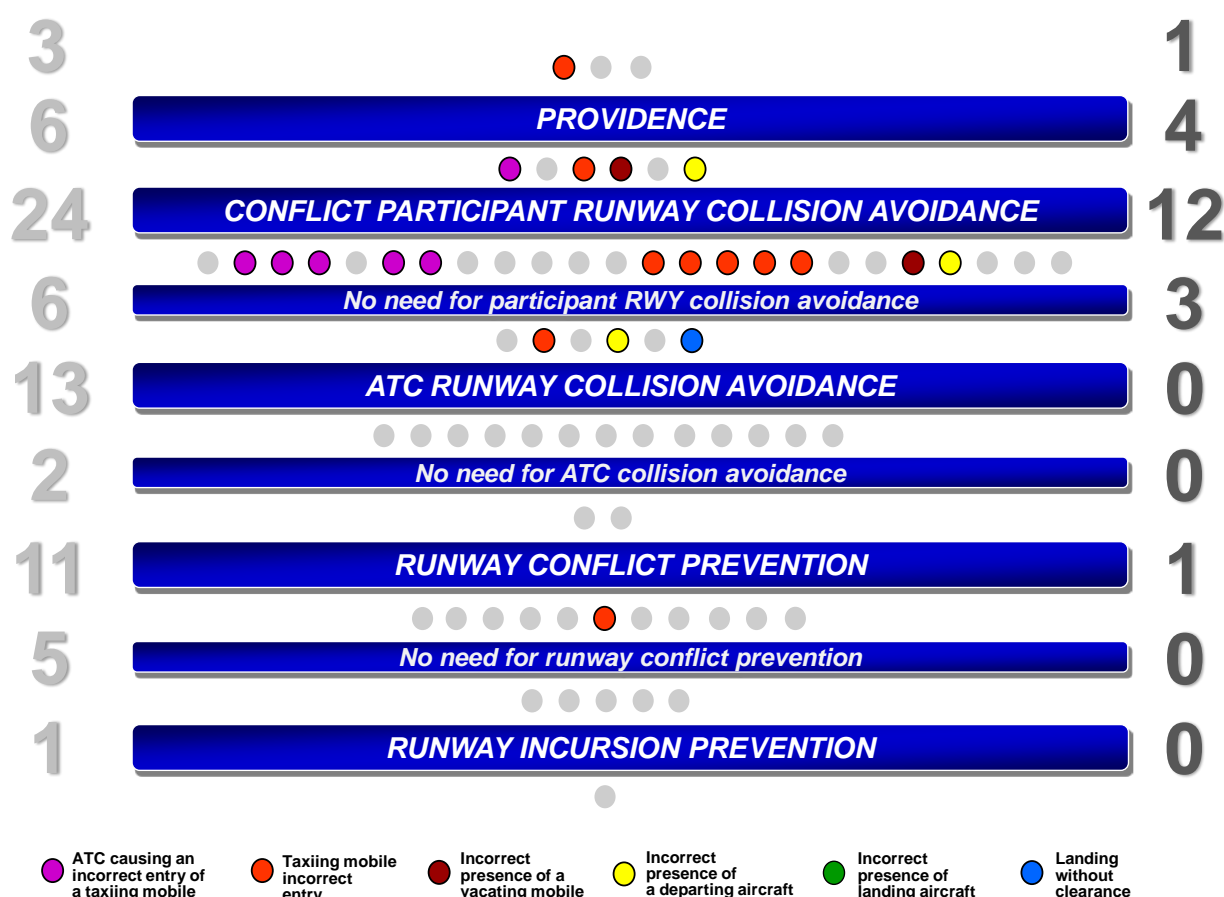 3
1
6
PROVIDENCE
4
24
CONFLICT PARTICIPANT RUNWAY COLLISION AVOIDANCE
12
6
No need for participant RWY collision avoidance
3
13
ATC RUNWAY COLLISION AVOIDANCE
0
2
No need for ATC collision avoidance
0
11
RUNWAY CONFLICT PREVENTION
1
5
No need for runway conflict prevention
0
1
RUNWAY INCURSION PREVENTION
0
ATC causing an
incorrect entry of
a taxiing mobile
Taxiing mobile
incorrect
entry
Incorrect
presence of a
vacating mobile
Incorrect
presence of
a departing aircraft
Incorrect
presence of
landing aircraft
Landing
without
clearance